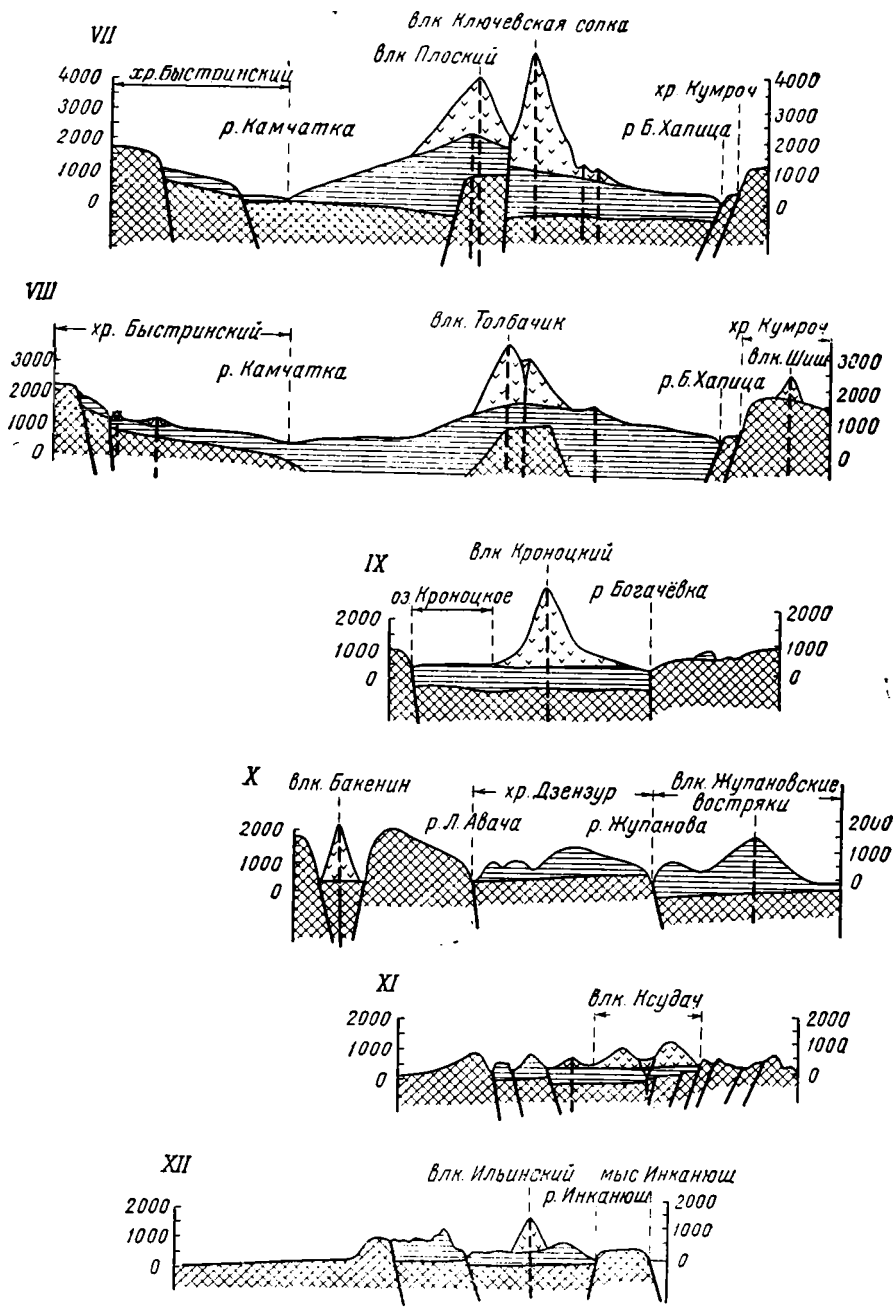 VII
влк Ключевская сопка
влк Плоский
хр. Быстринский
хр. Кумроч
р. Камчатка
р Б. Хапица
4000
3000
2000
1000
0
4000
3000
2000
1000
0
VIII
хр. Быстринский
влк. Толбачик
хр Кумроч
влк. Шиш
р. Камчатка
р. Б. Хапица
3000
2000
1000
0
3000
2000
1000
0
IX
влк Кроноцкий
оз. Кроноцкое
р Богачёвка
2000
1000
0
2000
1000
0
X
влк. Бакенин
хр. Дзензур
влк. Жупановские
востряки
р. Л. Авача
р. Жупанова
2000
1000
0
2000
1000
0
XI
влк. Ксудач
2000
1000
0
2000
1000
0
XII
влк. Ильинский
мыс Инканюш
р. Инканюш
2000
1000
0
2000
1000
0